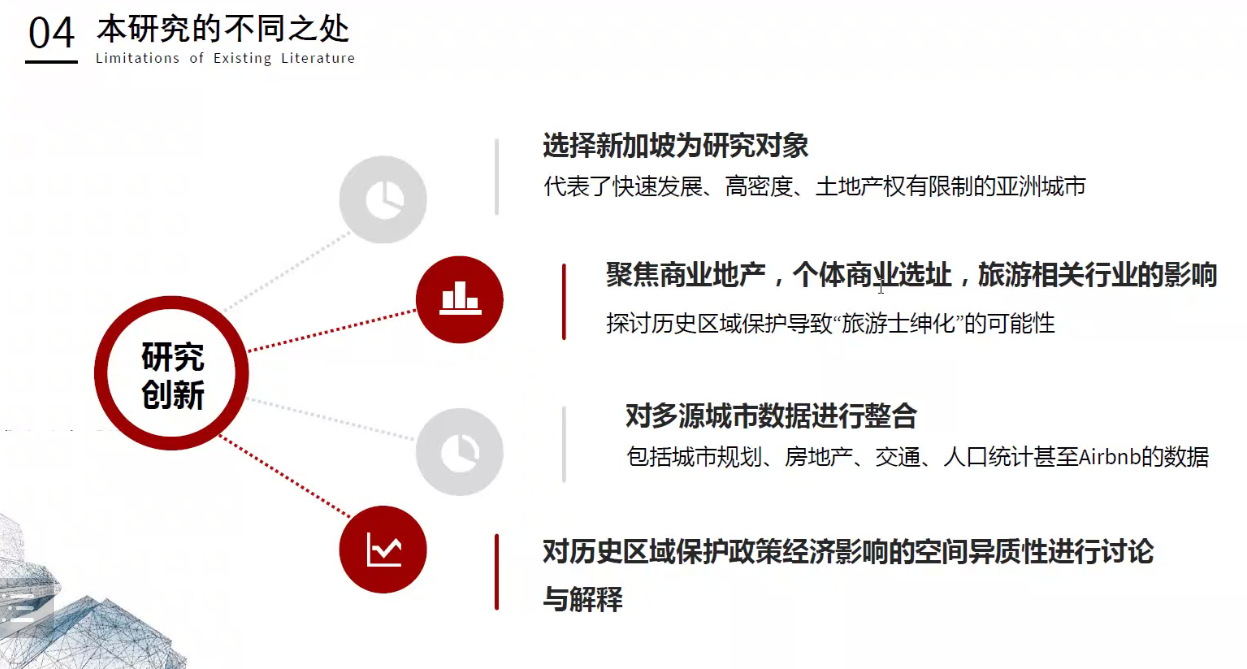 04
本研究的不同之处
Limitations of Existing Literature
研究
创新
选择新加坡为研究对象
代表了快速发展、高密度、土地产权有限制的亚洲城市
聚焦商业地产，个体商业选址，旅游相关行业的影响
探讨历史区域保护导致“旅游士绅化”的可能性
对多源城市数据进行整合
包括城市规划、房地产、交通、人口统计甚至Airbnb的数据
对历史区域保护政策经济影响的空间异质性进行讨论
与解释